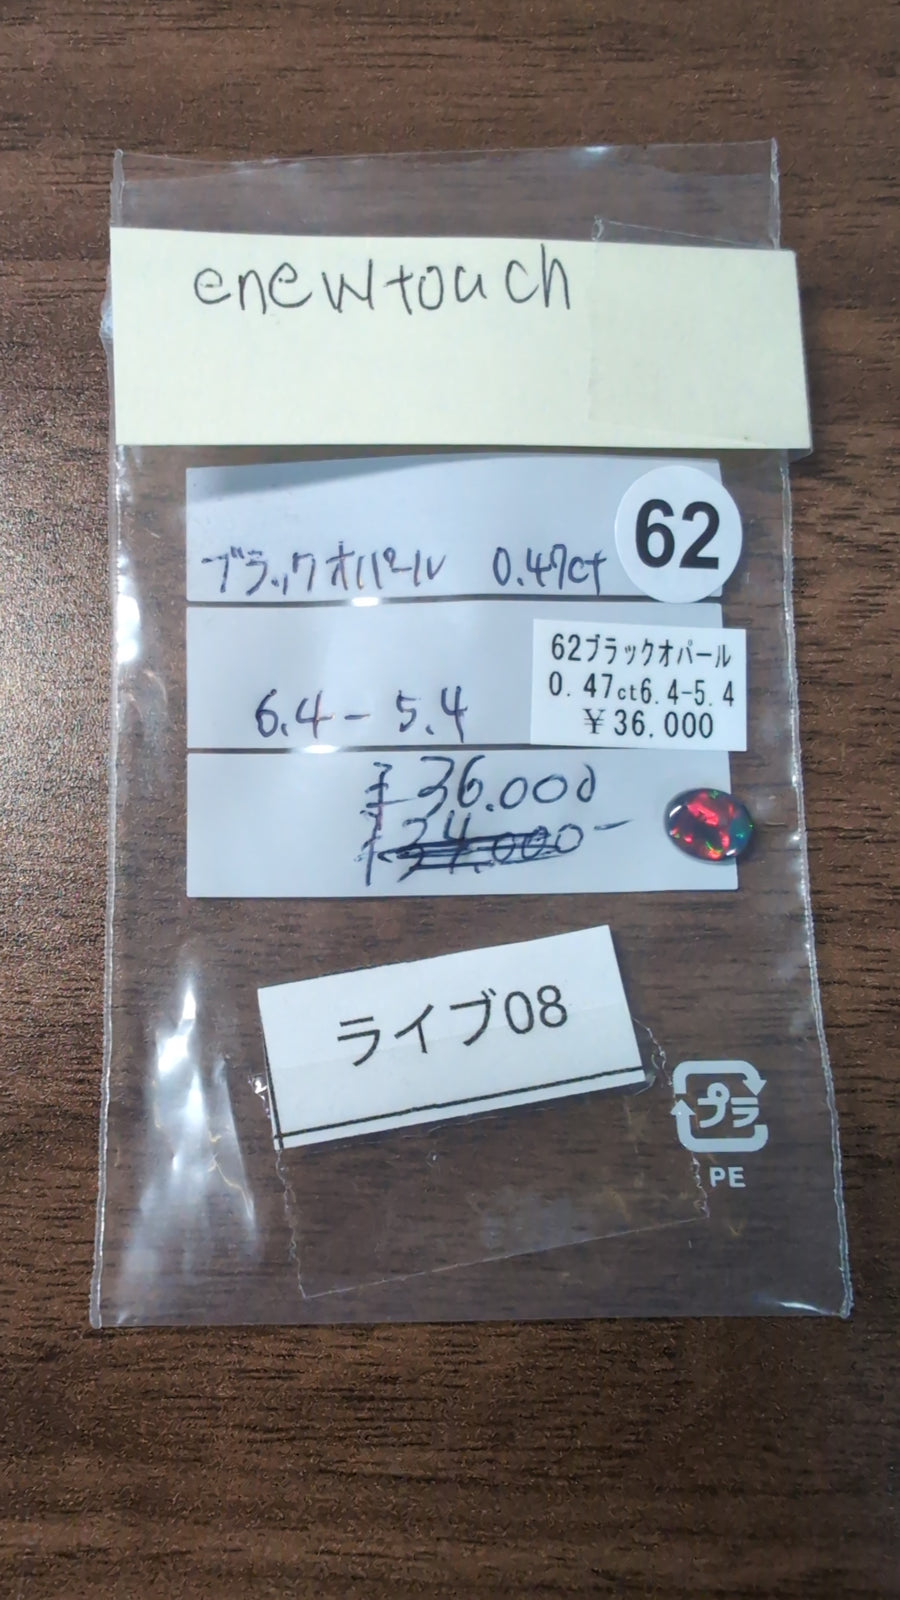 enewtouch
62
ブラックオパール 0.47ct
62ブラックオパール
0.47ct6.4-5.4
￥36.000
6.4 - 5.4
¥36.000
¥34.000-
ライブ08
プラ
PE